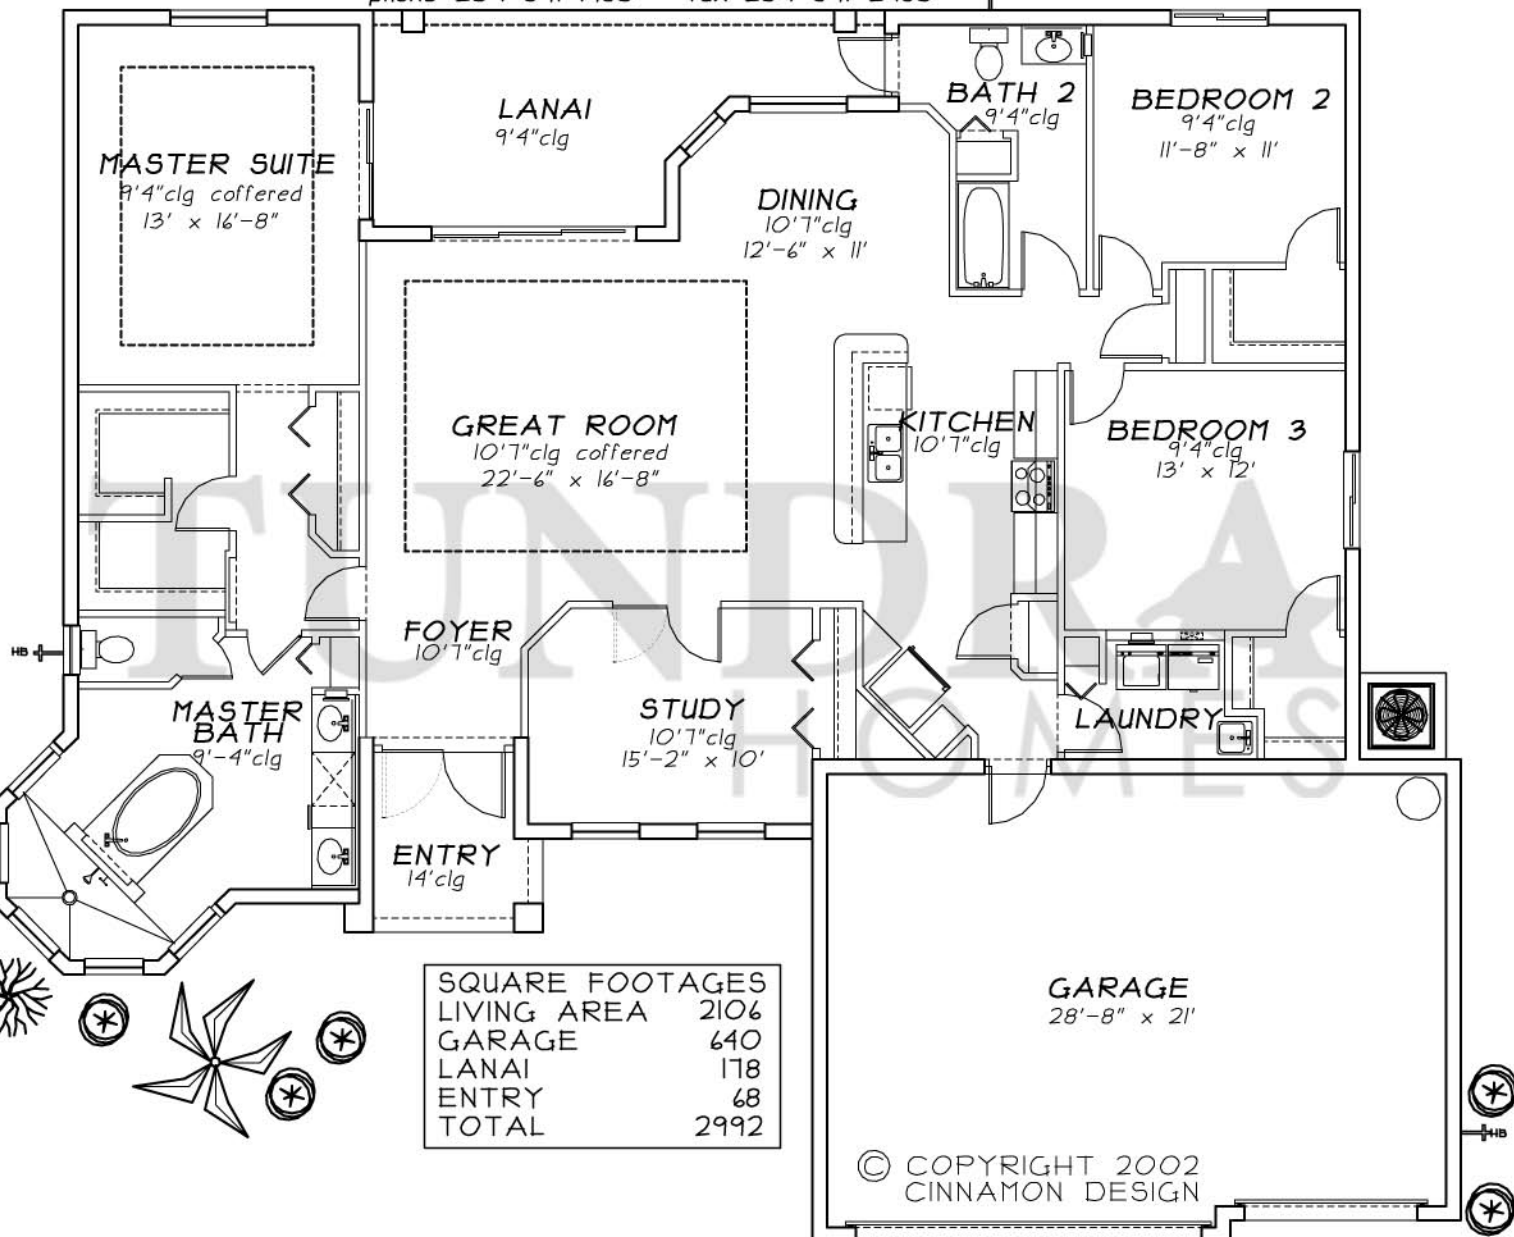 LANAI
9'4"clg
BATH 2
9'4"clg
BEDROOM 2
9'4"clg
11'-8" x 11'
MASTER SUITE
9'4"clg coffered
13' x 16'-8"
DINING
10'7"clg
12'-6" x 11'
GREAT ROOM
10'7"clg coffered
22'-6" x 16'-8"
KITCHEN
10'7"clg
BEDROOM 3
9'4"clg
13' x 12'
TUNDRA
HOMES
FOYER
10'7"clg
HB
MASTER
BATH
9'-4"clg
STUDY
10'7"clg
15'-2" x 10'
LAUNDRY
ENTRY
14'clg
SQUARE FOOTAGES
LIVING AREA 2106
GARAGE 640
LANAI 178
ENTRY 68
TOTAL 2992
GARAGE
28'-8" x 21'
HB
© COPYRIGHT 2002
CINNAMON DESIGN